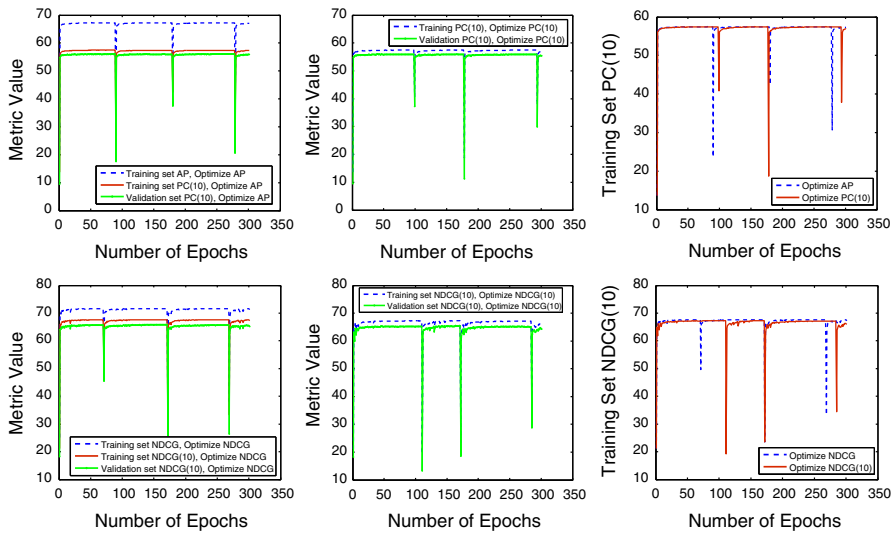 Metric Value
70
60
50
40
30
20
10
0
Training set AP, Optimize AP
Training set PC(10), Optimize AP
Validation set PC(10), Optimize AP
0 50 100 150 200 250 300 350
Number of Epochs
Metric Value
70
60
50
40
30
20
10
0
Training PC(10), Optimize PC(10)
Validation PC(10), Optimize PC(10)
0 50 100 150 200 250 300 350
Number of Epochs
Training Set PC(10)
60
50
40
30
20
10
Optimize AP
Optimize PC(10)
0 50 100 150 200 250 300 350
Number of Epochs
Metric Value
80
70
60
50
40
30
20
10
Training set NDCG, Optimize NDCG
Training set NDCG(10), Optimize NDCG
Validation set NDCG(10), Optimize NDCG
0 50 100 150 200 250 300 350
Number of Epochs
Metric Value
80
70
60
50
40
30
20
10
Training set NDCG(10), Optimize NDCG(10)
Validation set NDCG(10), Optimize NDCG(10)
0 50 100 150 200 250 300 350
Number of Epochs
Training Set NDCG(10)
80
70
60
50
40
30
20
10
Optimize NDCG
Optimize NDCG(10)
0 50 100 150 200 250 300 350
Number of Epochs